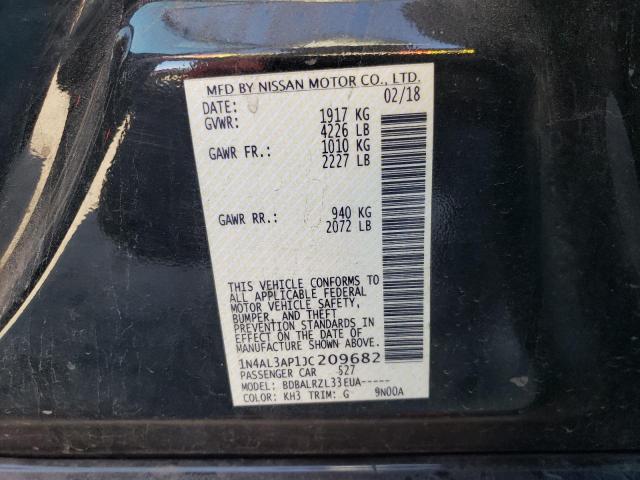 MFD BY NISSAN MOTOR CO., LTD.
DATE: 02/18
GVWR: 1917 KG
4226 LB
GAWR FR.: 1010 KG
2227 LB
GAWR RR.: 940 KG
2072 LB
THIS VEHICLE CONFORMS TO
ALL APPLICABLE FEDERAL
MOTOR VEHICLE SAFETY,
BUMPER, AND THEFT
PREVENTION STANDARDS IN
EFFECT ON THE DATE OF
MANUFACTURE SHOWN ABOVE.
1N4AL3AP1JC209682
PASSENGER CAR 527
MODEL: BDBALRZL33EUA-----
COLOR: KH3 TRIM: G 9N00A